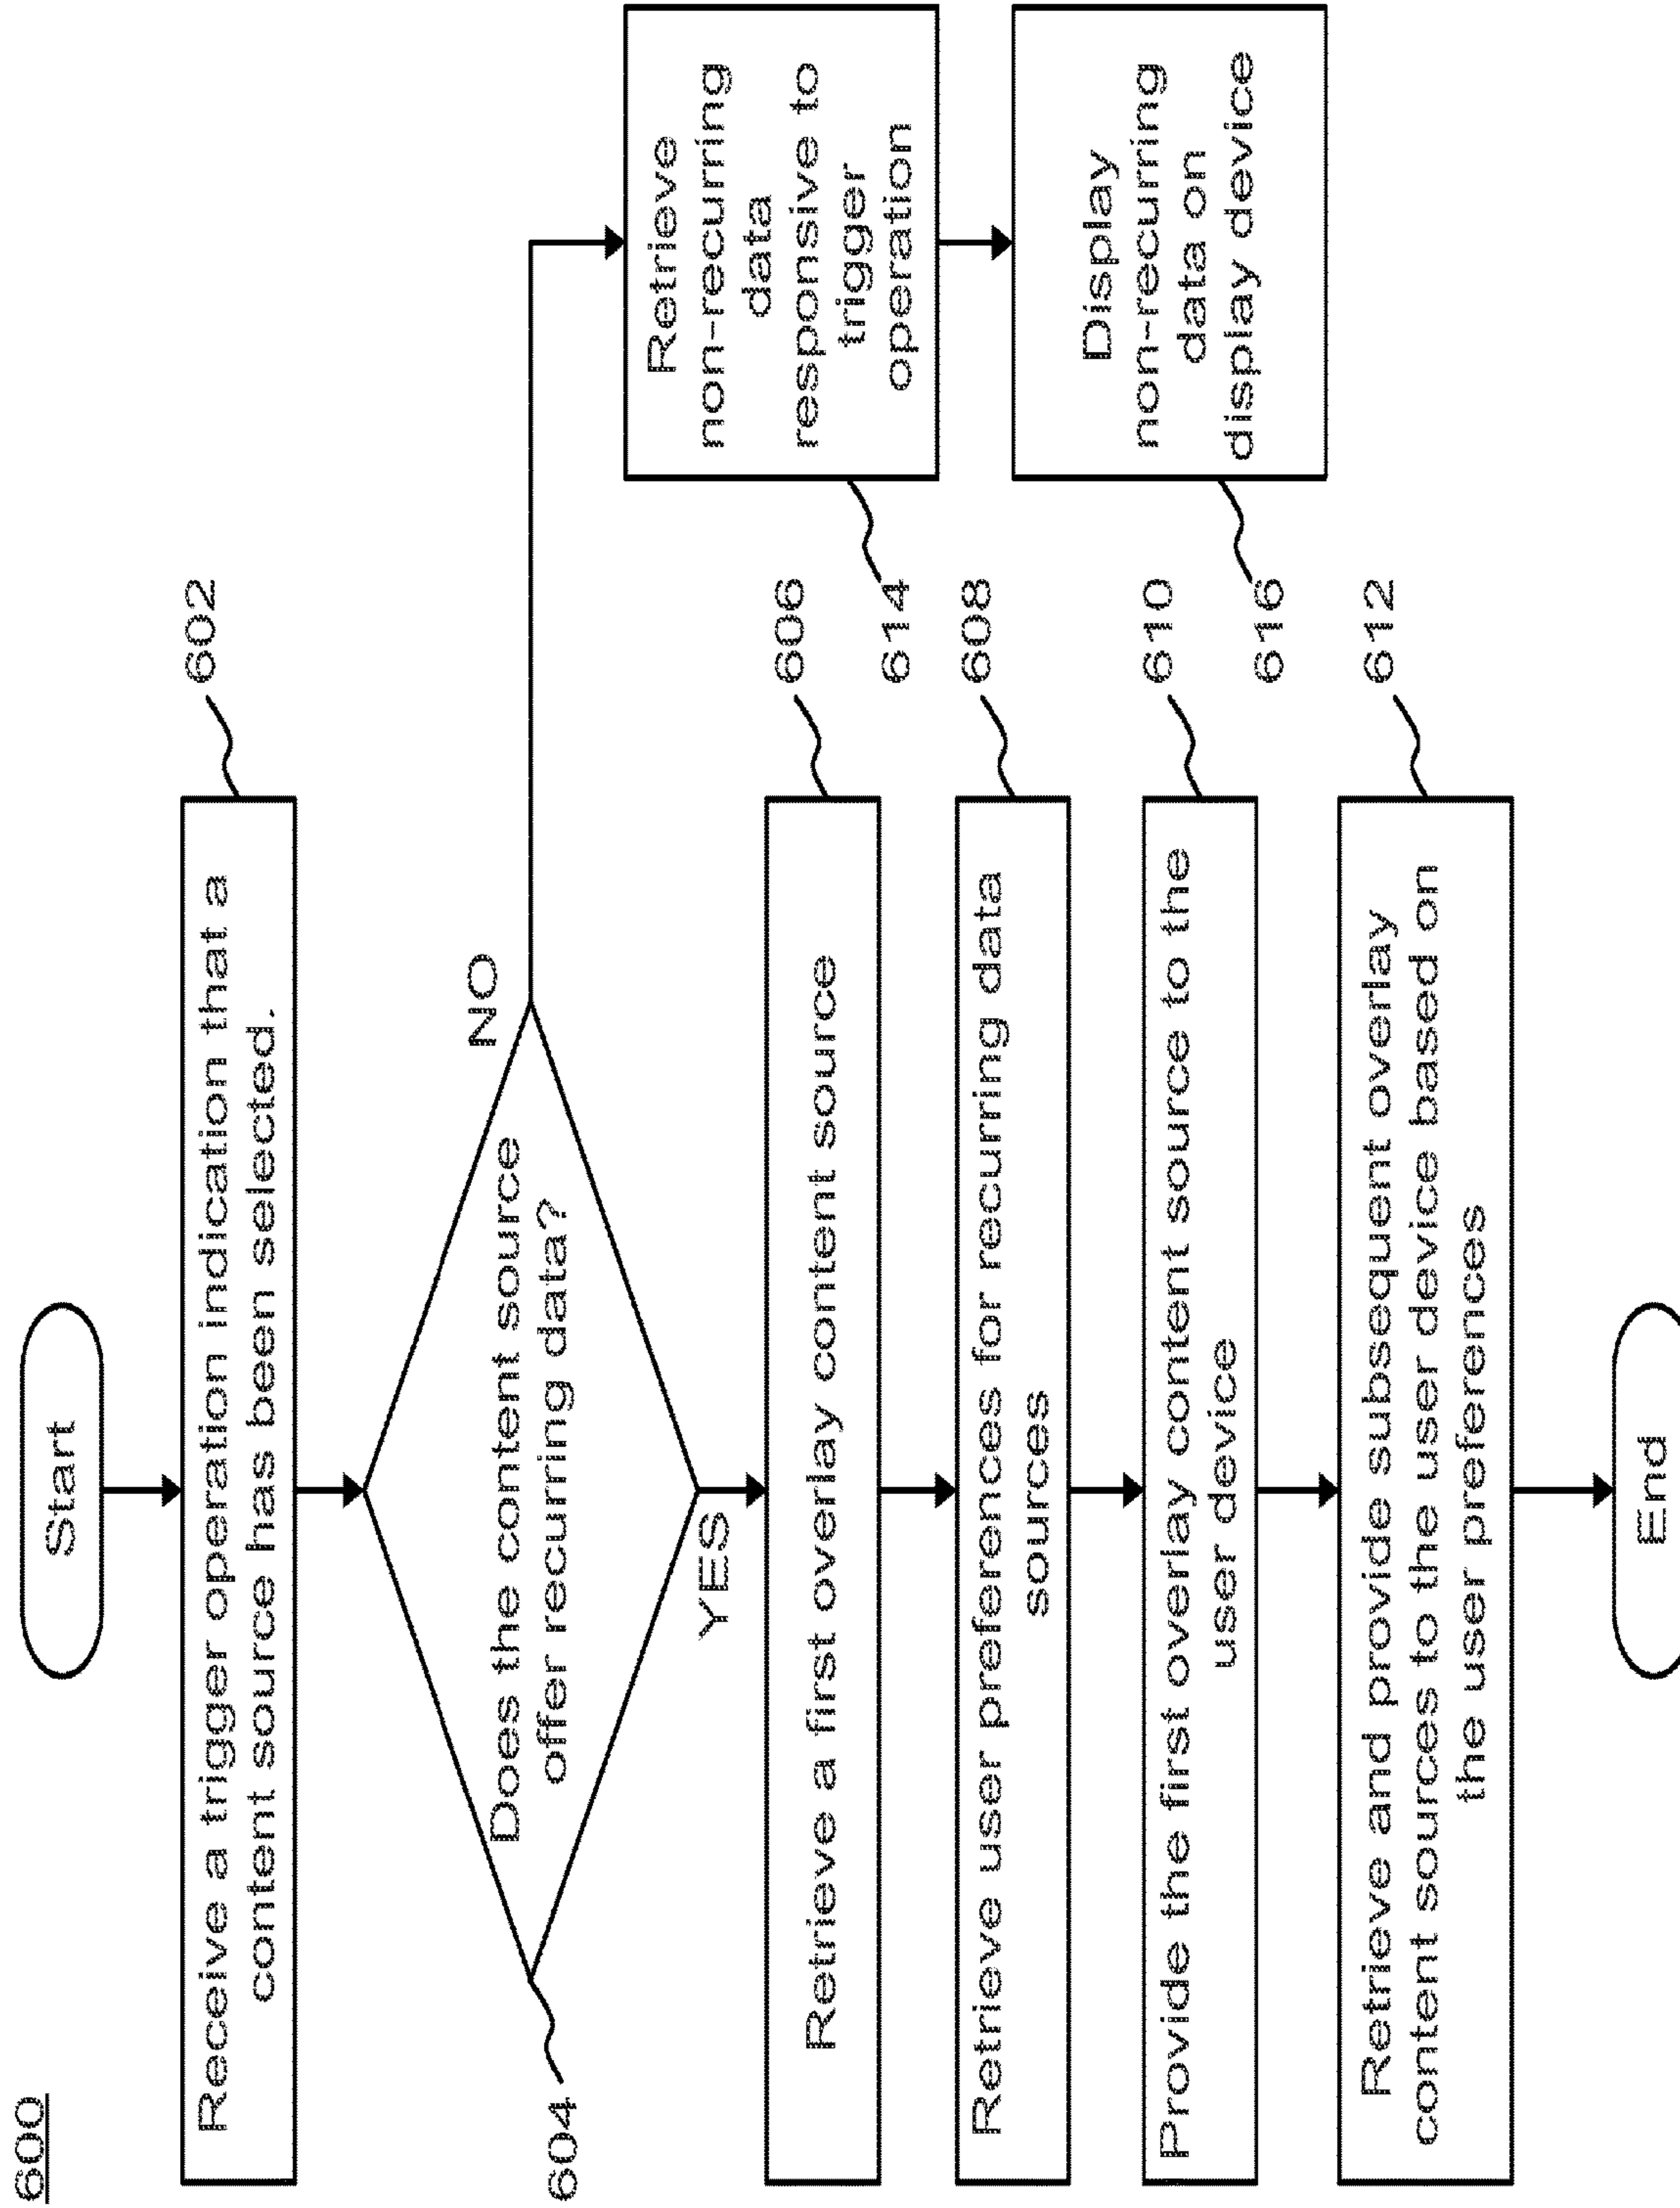 600
Start
Receive a trigger operation indication that a
content source has been selected.
602
Does the content source
offer recurring data?
604
NO
YES
Retrieve a first overlay content source
606
Retrieve
non-recurring
data
responsive to
trigger
operation
614
Retrieve user preferences for recurring data
sources
608
Display
non-recurring
data on
display device
616
Provide the first overlay content source to the
user device
610
Retrieve and provide subsequent overlay
content sources to the user device based on
the user preferences
612
End